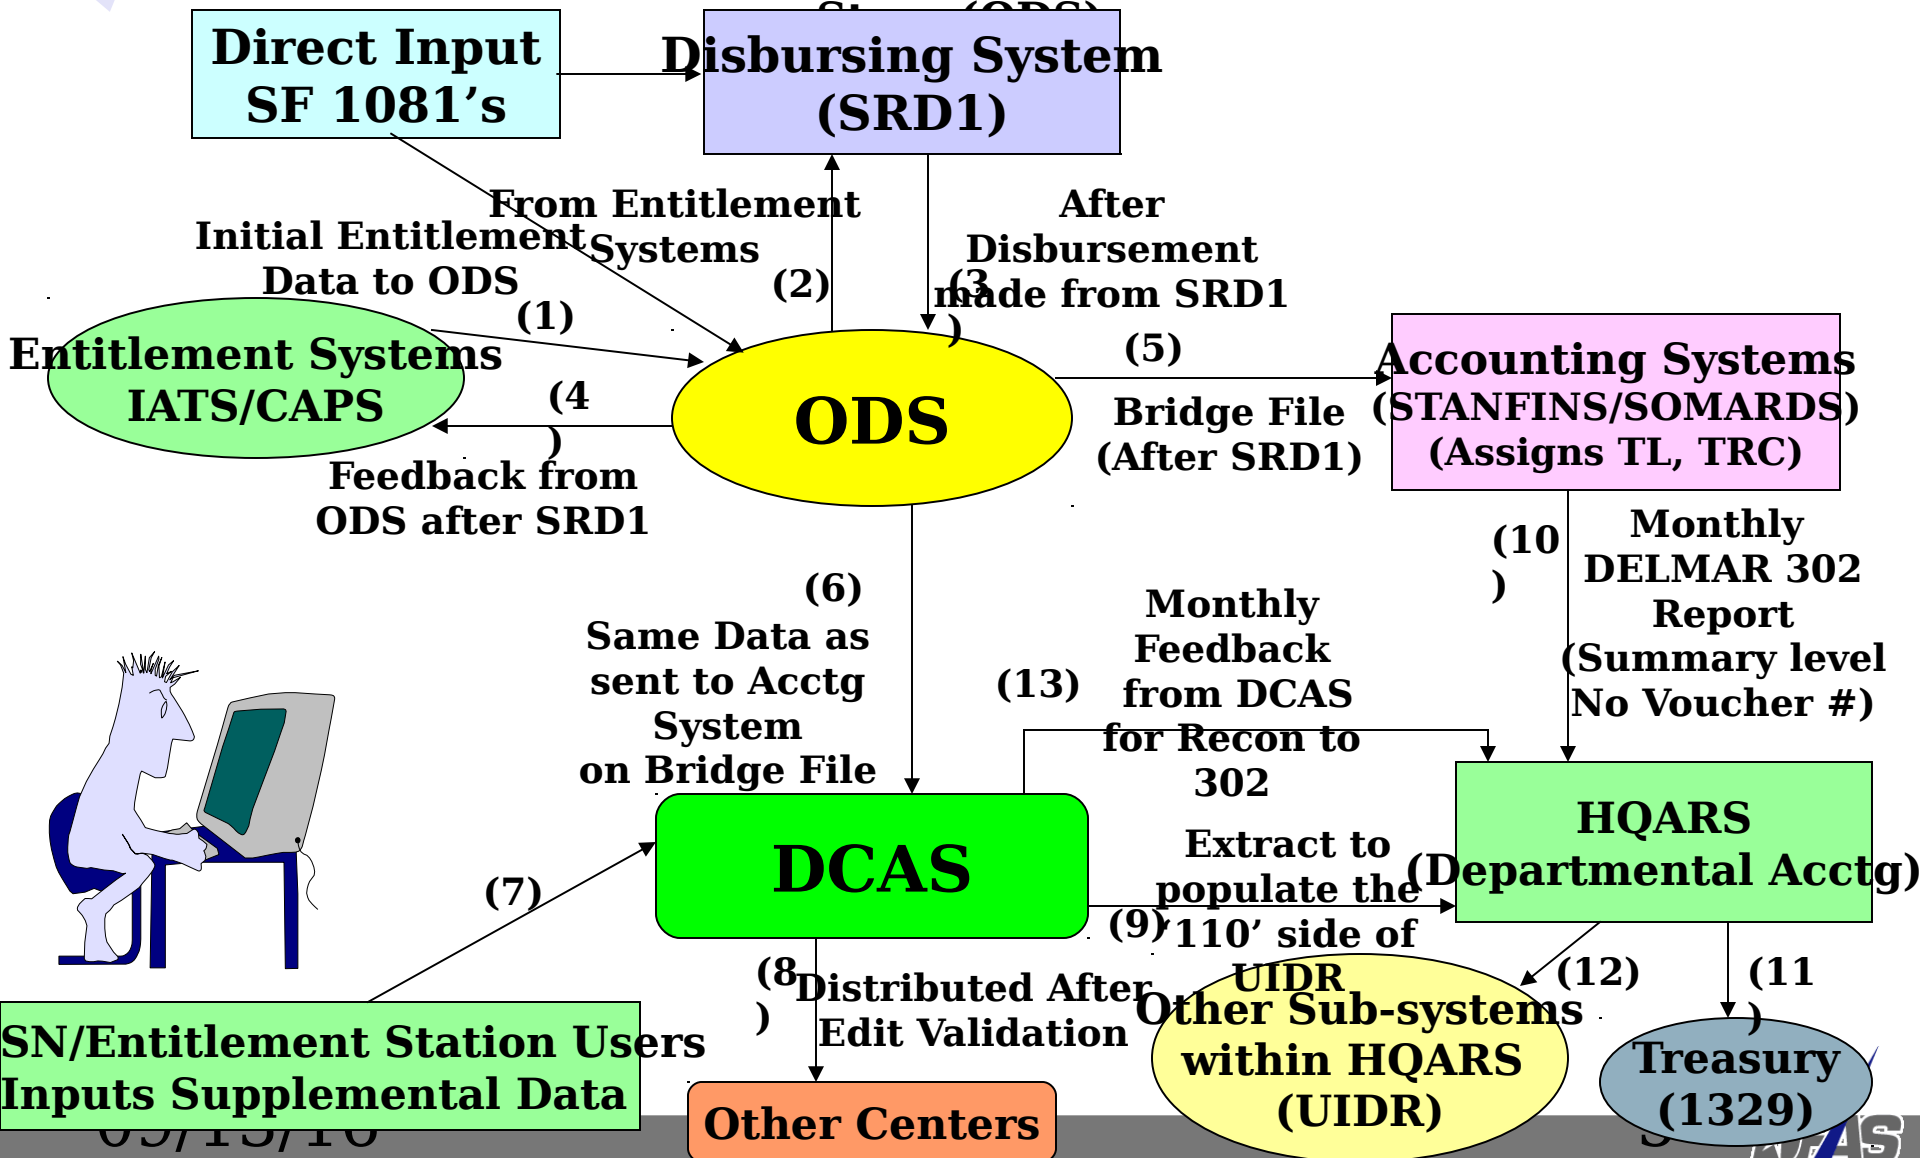 Direct Input
SF 1081’s
Disbursing System
(SRD1)
From Entitlement
Systems
Initial Entitlement
Data to ODS
(1)
(2)
(3
)
After
Disbursement
made from SRD1
Entitlement Systems
IATS/CAPS
(4
)
ODS
(5)
Bridge File
(After SRD1)
Accounting Systems
(STANFINS/SOMARDS)
(Assigns TL, TRC)
Feedback from
ODS after SRD1
(6)
Same Data as
sent to Acctg
System
on Bridge File
(10
)
Monthly
DELMAR 302
Report
(Summary level
No Voucher #)
(13)
Monthly
Feedback
from DCAS
for Recon to
302
DCAS
(7)
(9)
Extract to
populate the
‘110’ side of
UIDR
HQARS
(Departmental Acctg)
(8
)
Distributed After
Edit Validation
(12)
(11
)
SN/Entitlement Station Users
Inputs Supplemental Data
Other Centers
Other Sub-systems
within HQARS
(UIDR)
Treasury
(1329)